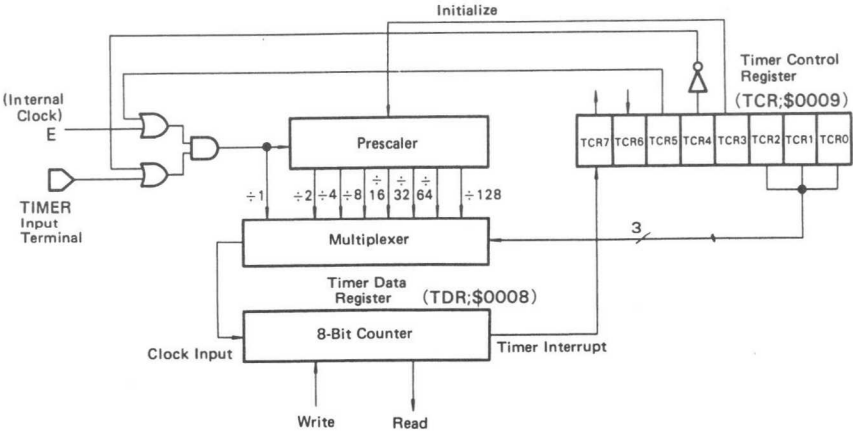 Initialize
Timer Control
Register
(TCR;$0009)
(Internal
Clock)
E
TIMER
Input
Terminal
Prescaler
TCR7 TCR6 TCR5 TCR4 TCR3 TCR2 TCR1 TCR0
÷1 ÷2 ÷4 ÷8 ÷16 ÷32 ÷64 ÷128
Multiplexer
3
Timer Data
Register (TDR;$0008)
8-Bit Counter
Clock Input
Timer Interrupt
Write Read